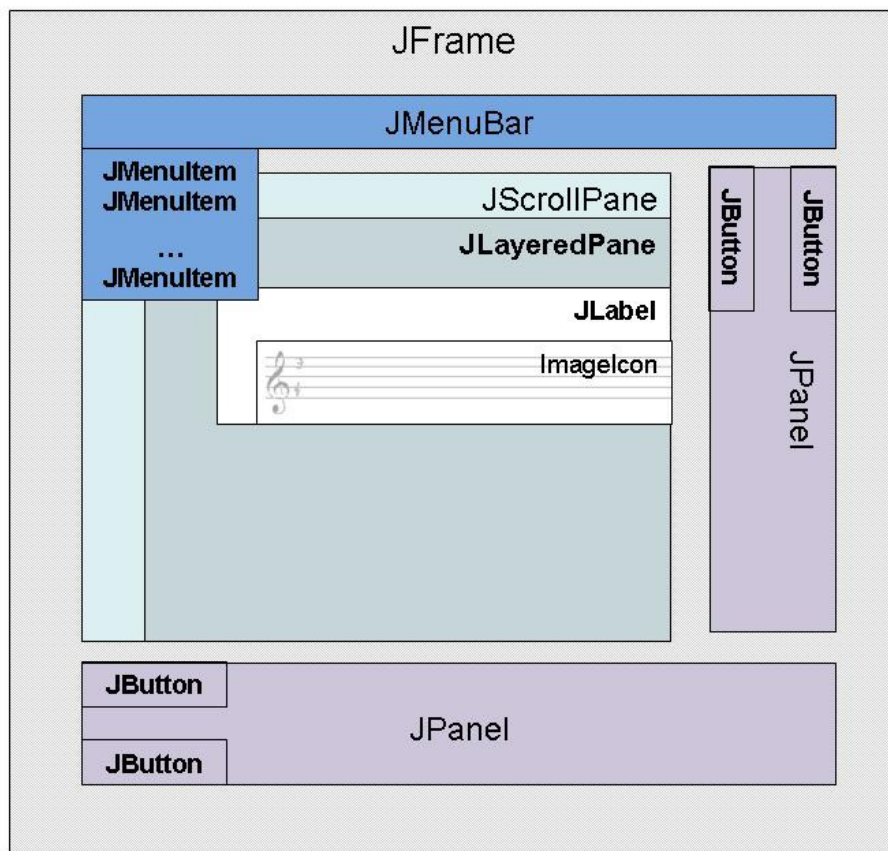 JFrame
JMenuBar
JMenuItem
JMenuItem
...
JMenuItem
JScrollPane
JLayeredPane
JLabel
ImageIcon
JButton
JButton
JPanel
JButton
JPanel
JButton